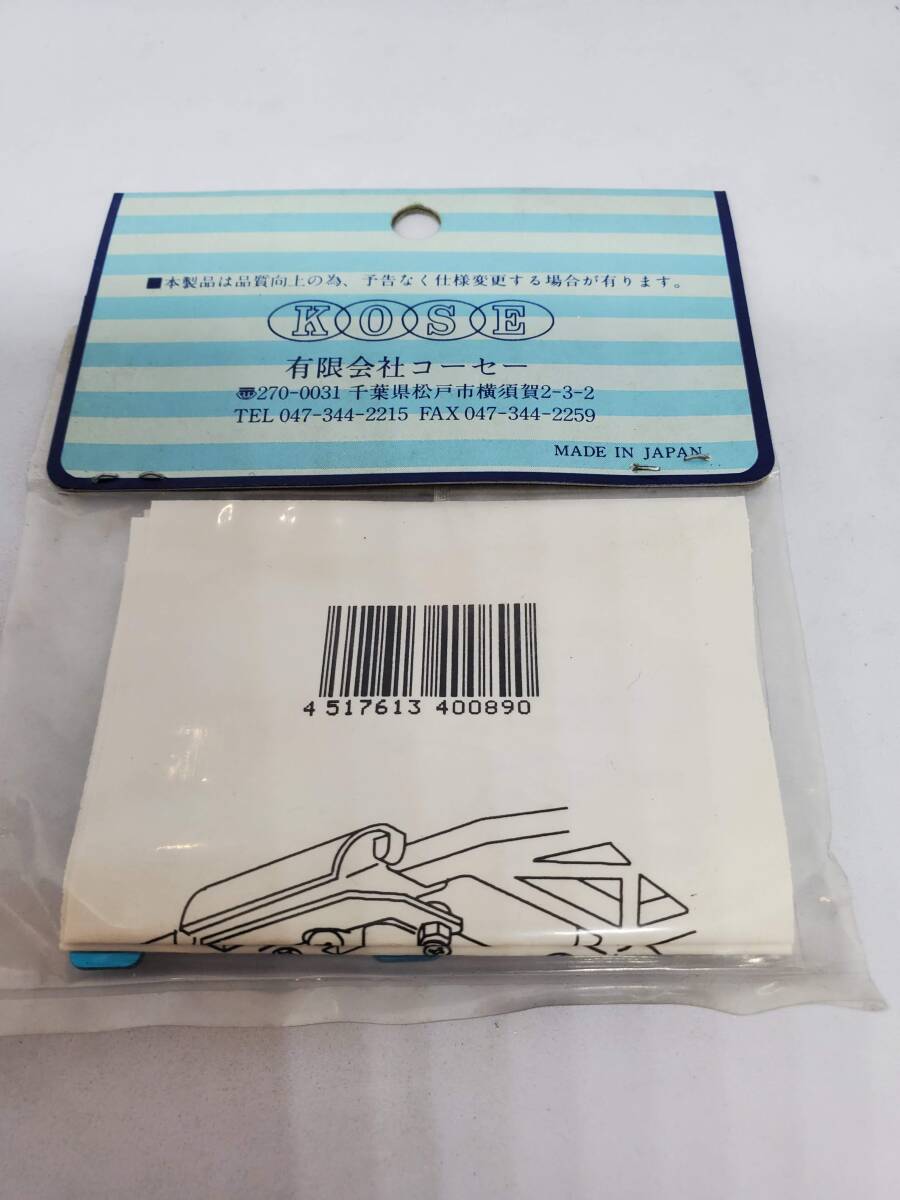 ■本製品は品質向上の為、予告なく仕様変更する場合が有ります。
KOSE
有限会社コーセー
〠270-0031 千葉県松戸市横須賀2-3-2
TEL 047-344-2215 FAX 047-344-2259
MADE IN JAPAN
4 517613 400890